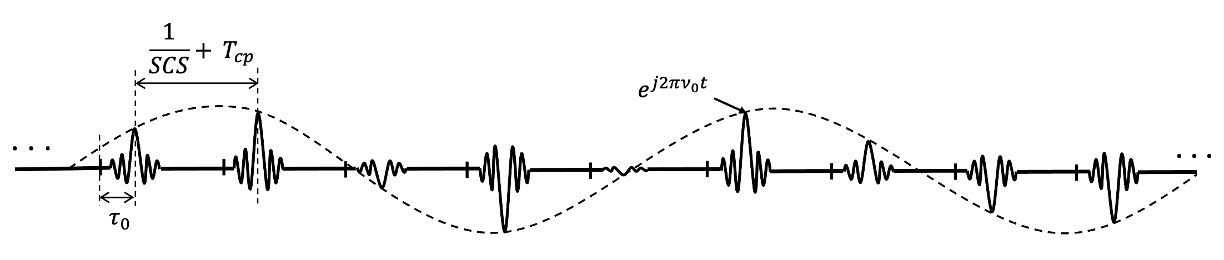 1/SCS + T_cp
e^{j2πν_0t}
. . .
. . .
τ_0